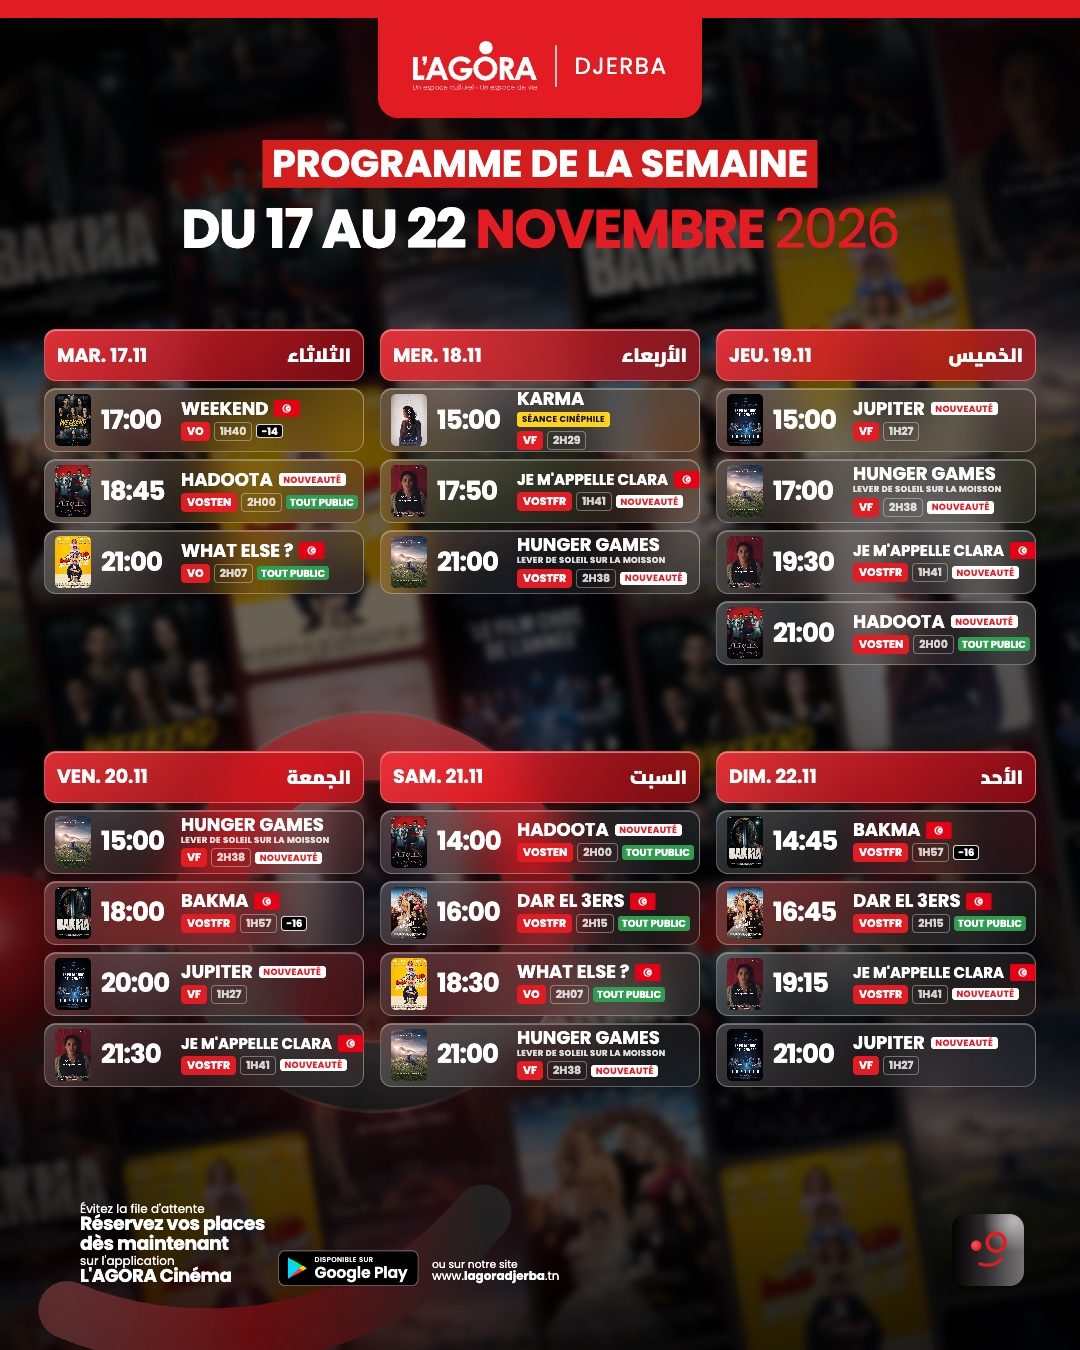 L'AGORA
Un espace culturel - Un espace de vie
DJERBA
PROGRAMME DE LA SEMAINE
DU 17 AU 22 NOVEMBRE 2026
MAR. 17.11 الثلاثاء
17:00 WEEKEND
VO 1H40 -14
18:45 HADOOTA NOUVEAUTÉ
VOSTEN 2H00 TOUT PUBLIC
21:00 WHAT ELSE ?
VO 2H07 TOUT PUBLIC
MER. 18.11 الأربعاء
15:00 KARMA
SÉANCE CINÉPHILE
VF 2H29
17:50 JE M'APPELLE CLARA
VOSTFR 1H41 NOUVEAUTÉ
21:00 HUNGER GAMES
LEVER DE SOLEIL SUR LA MOISSON
VOSTFR 2H38 NOUVEAUTÉ
JEU. 19.11 الخميس
15:00 JUPITER NOUVEAUTÉ
VF 1H27
17:00 HUNGER GAMES
LEVER DE SOLEIL SUR LA MOISSON
VF 2H38 NOUVEAUTÉ
19:30 JE M'APPELLE CLARA
VOSTFR 1H41 NOUVEAUTÉ
21:00 HADOOTA NOUVEAUTÉ
VOSTEN 2H00 TOUT PUBLIC
VEN. 20.11 الجمعة
15:00 HUNGER GAMES
LEVER DE SOLEIL SUR LA MOISSON
VF 2H38 NOUVEAUTÉ
18:00 BAKMA
VOSTFR 1H57 -16
20:00 JUPITER NOUVEAUTÉ
VF 1H27
21:30 JE M'APPELLE CLARA
VOSTFR 1H41 NOUVEAUTÉ
SAM. 21.11 السبت
14:00 HADOOTA NOUVEAUTÉ
VOSTEN 2H00 TOUT PUBLIC
16:00 DAR EL 3ERS
VOSTFR 2H15 TOUT PUBLIC
18:30 WHAT ELSE ?
VO 2H07 TOUT PUBLIC
21:00 HUNGER GAMES
LEVER DE SOLEIL SUR LA MOISSON
VF 2H38 NOUVEAUTÉ
DIM. 22.11 الأحد
14:45 BAKMA
VOSTFR 1H57 -16
16:45 DAR EL 3ERS
VOSTFR 2H15 TOUT PUBLIC
19:15 JE M'APPELLE CLARA
VOSTFR 1H41 NOUVEAUTÉ
21:00 JUPITER NOUVEAUTÉ
VF 1H27
Évitez la file d'attente
Réservez vos places
dès maintenant
sur l'application
L'AGORA Cinéma
DISPONIBLE SUR
Google Play
ou sur notre site
www.lagoradjerba.tn